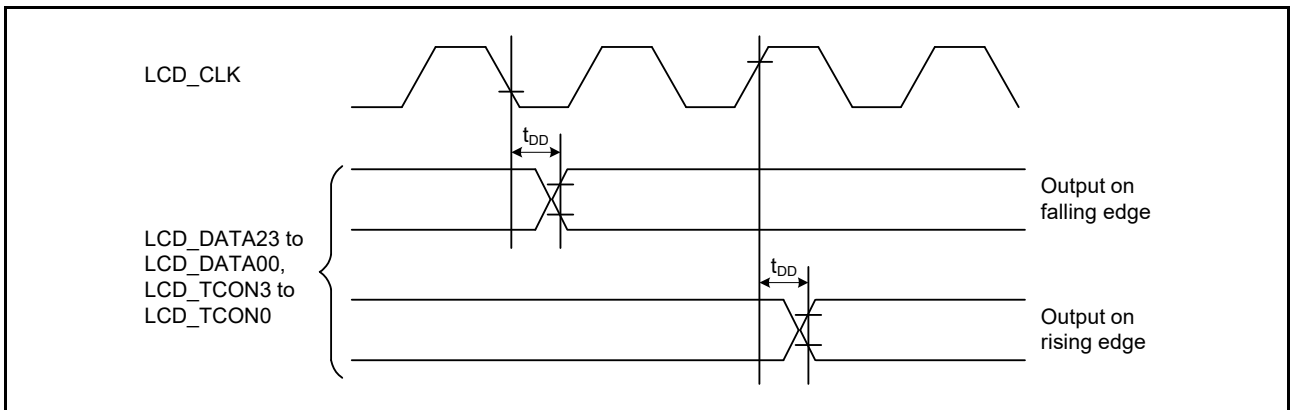 LCD_CLK
tDD
Output on
falling edge
LCD_DATA23 to
LCD_DATA00,
LCD_TCON3 to
LCD_TCON0
tDD
Output on
rising edge